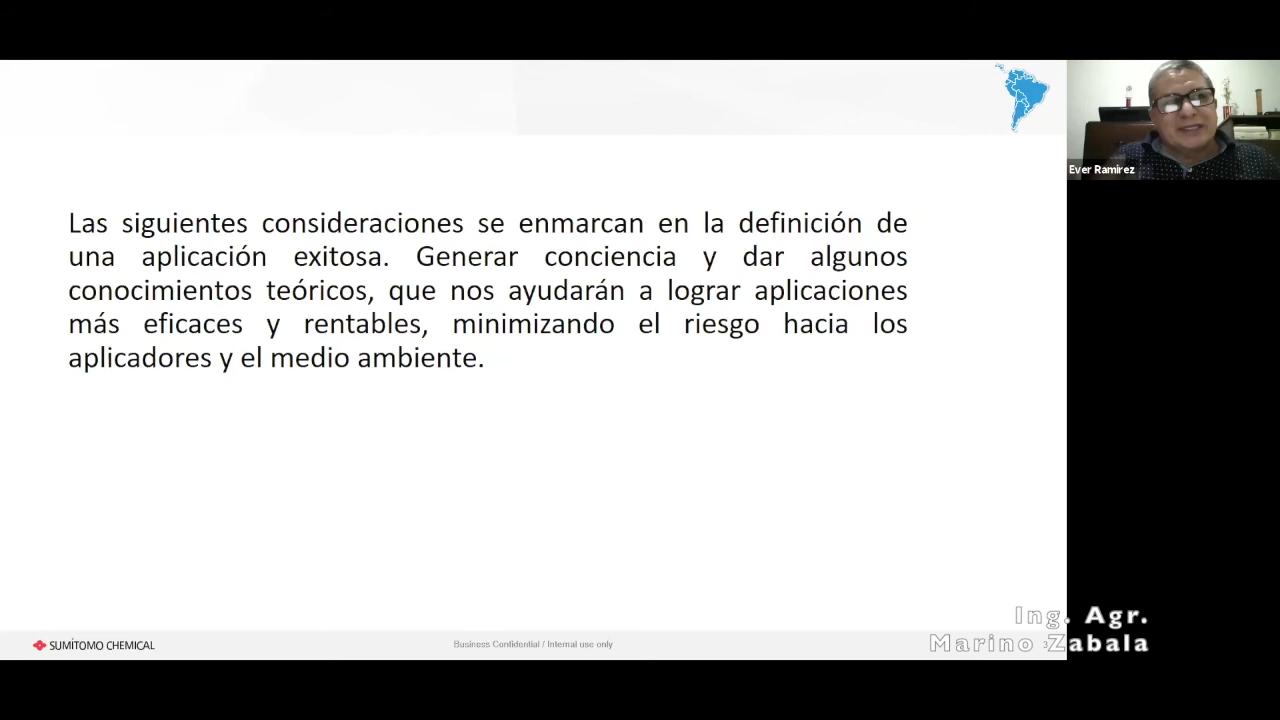 Ever Ramirez
Las siguientes consideraciones se enmarcan en la definición de
una aplicación exitosa. Generar conciencia y dar algunos
conocimientos teóricos, que nos ayudarán a lograr aplicaciones
más eficaces y rentables, minimizando el riesgo hacia los
aplicadores y el medio ambiente.
Ing. Agr.
Marino Zabala
SUMİTOMO CHEMICAL
Business Confidential / Internal use only